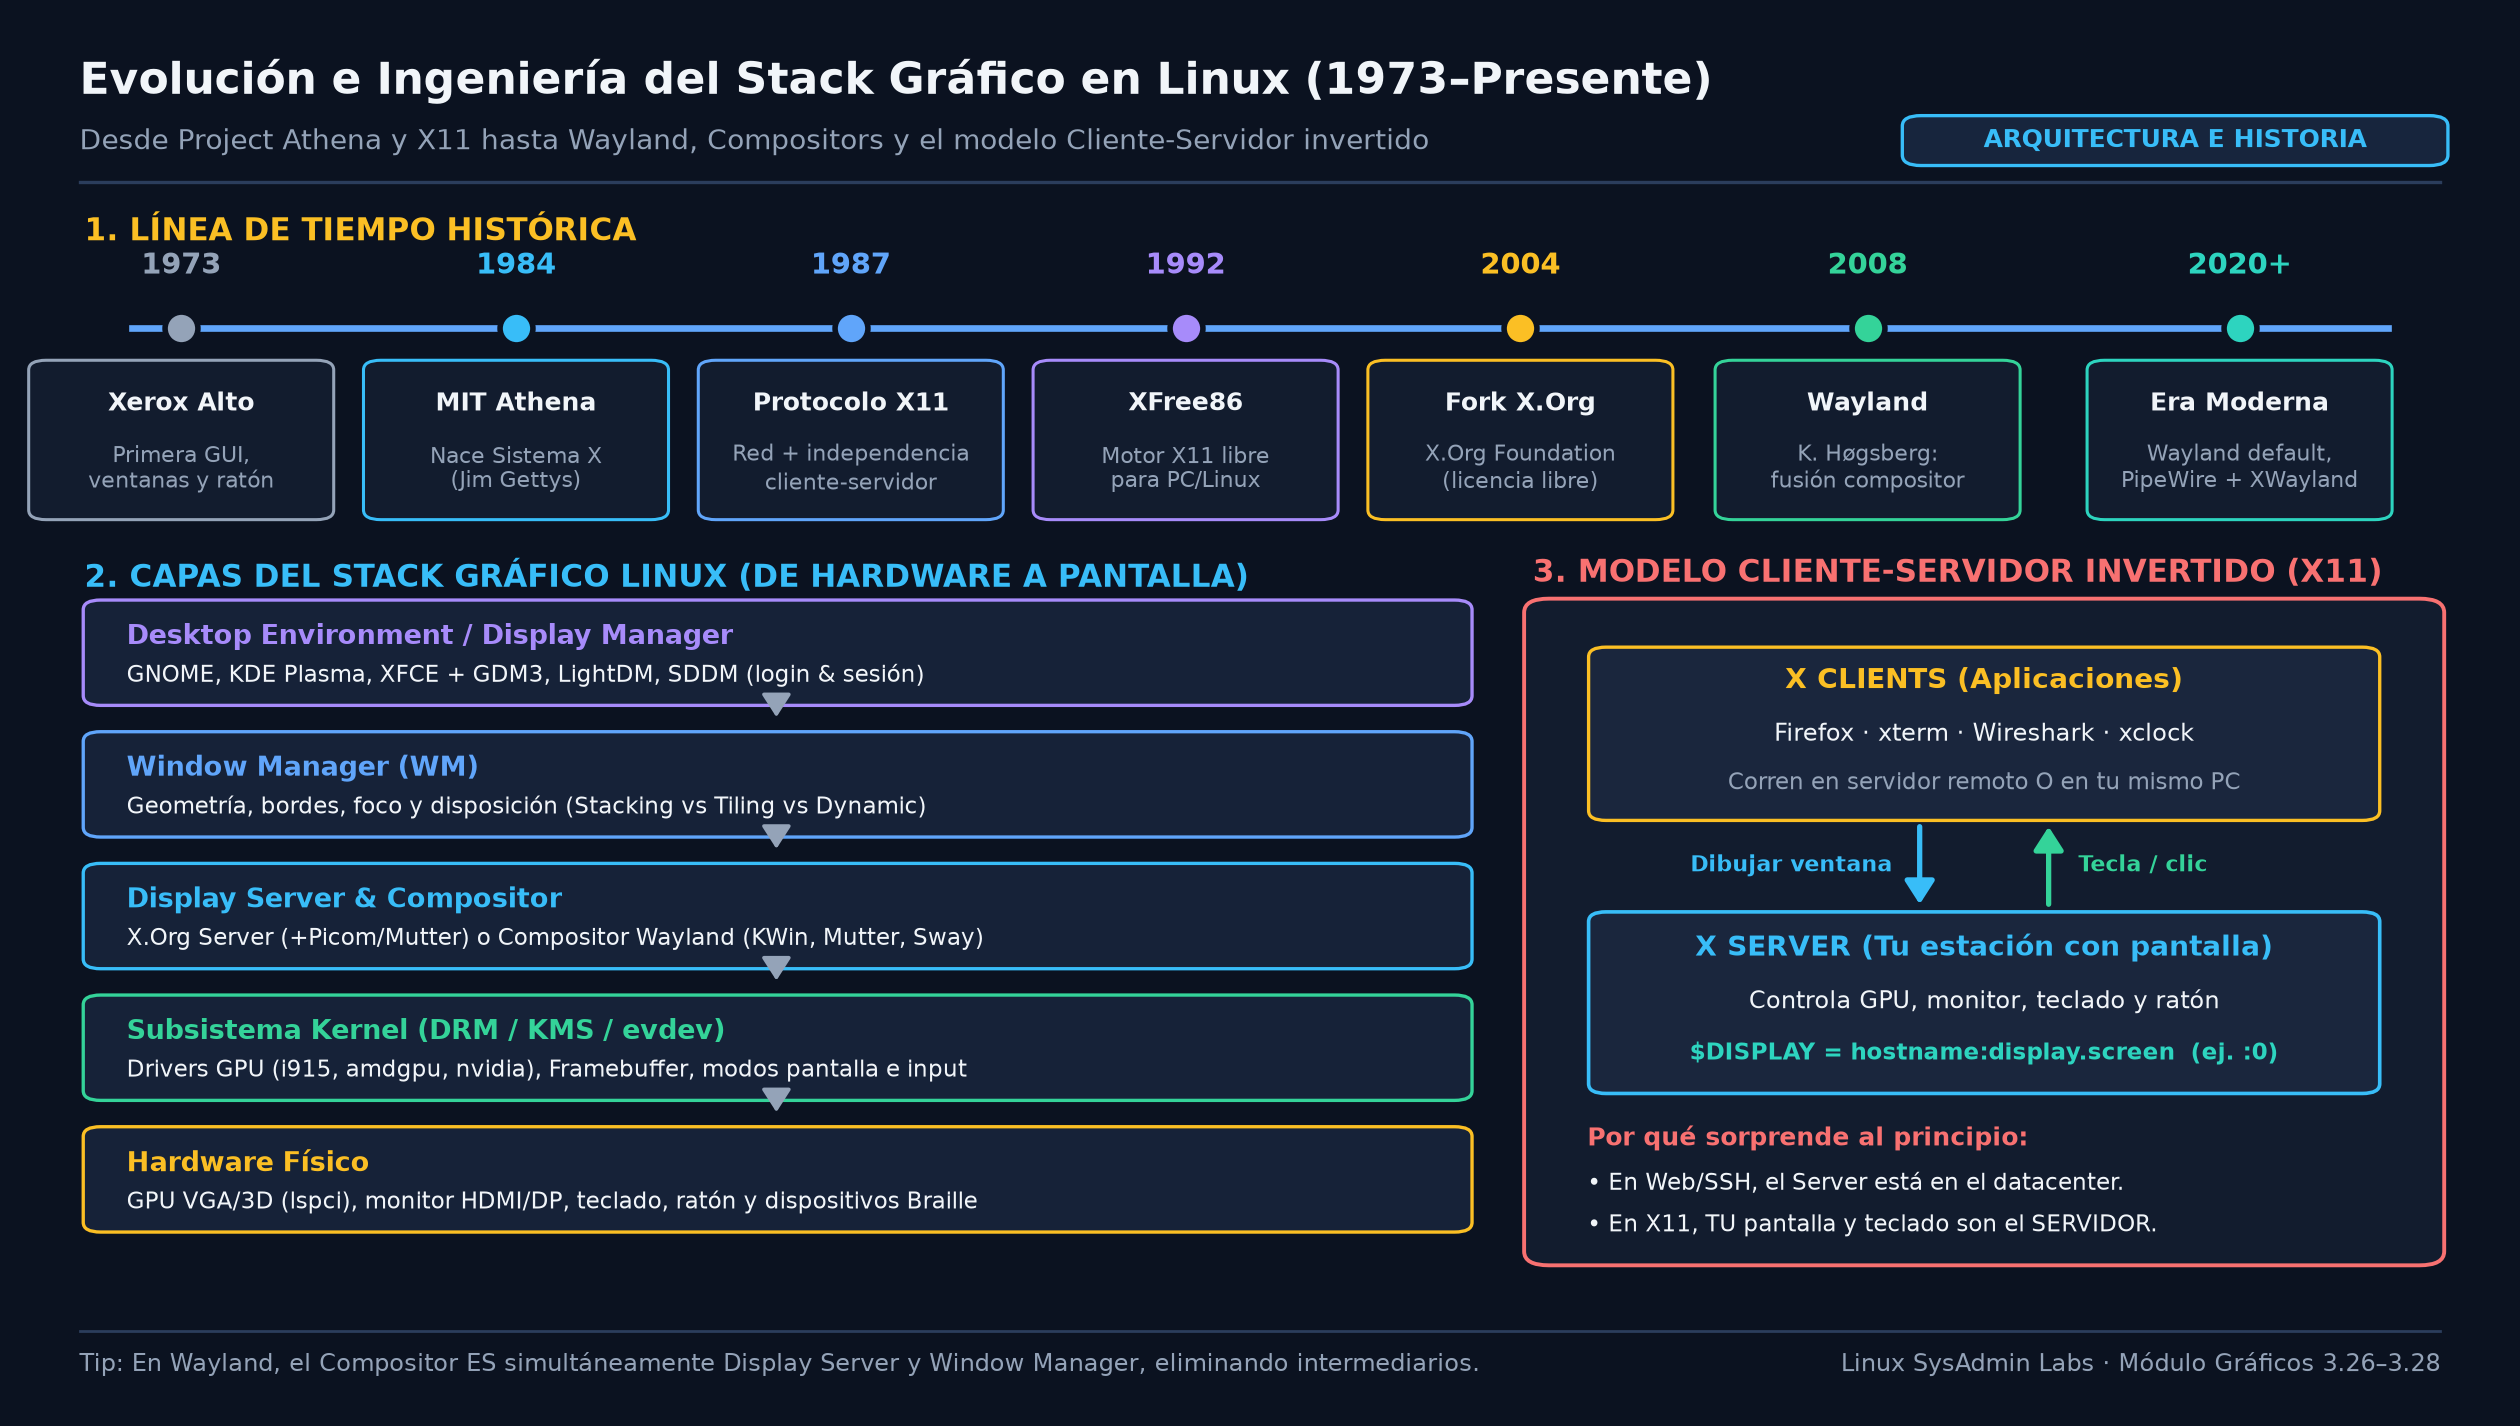 Evolución e Ingeniería del Stack Gráfico en Linux (1973–Presente)
Desde Project Athena y X11 hasta Wayland, Compositors y el modelo Cliente-Servidor invertido
ARQUITECTURA E HISTORIA
1. LÍNEA DE TIEMPO HISTÓRICA
1973
Xerox Alto
Primera GUI,
ventanas y ratón
1984
MIT Athena
Nace Sistema X
(Jim Gettys)
1987
Protocolo X11
Red + independencia
cliente-servidor
1992
XFree86
Motor X11 libre
para PC/Linux
2004
Fork X.Org
X.Org Foundation
(licencia libre)
2008
Wayland
K. Høgsberg:
fusión compositor
2020+
Era Moderna
Wayland default,
PipeWire + XWayland
2. CAPAS DEL STACK GRÁFICO LINUX (DE HARDWARE A PANTALLA)
Desktop Environment / Display Manager
GNOME, KDE Plasma, XFCE + GDM3, LightDM, SDDM (login & sesión)
Window Manager (WM)
Geometría, bordes, foco y disposición (Stacking vs Tiling vs Dynamic)
Display Server & Compositor
X.Org Server (+Picom/Mutter) o Compositor Wayland (KWin, Mutter, Sway)
Subsistema Kernel (DRM / KMS / evdev)
Drivers GPU (i915, amdgpu, nvidia), Framebuffer, modos pantalla e input
Hardware Físico
GPU VGA/3D (lspci), monitor HDMI/DP, teclado, ratón y dispositivos Braille
3. MODELO CLIENTE-SERVIDOR INVERTIDO (X11)
X CLIENTS (Aplicaciones)
Firefox · xterm · Wireshark · xclock
Corren en servidor remoto O en tu mismo PC
Dibujar ventana
Tecla / clic
X SERVER (Tu estación con pantalla)
Controla GPU, monitor, teclado y ratón
$DISPLAY = hostname:display.screen (ej. :0)
Por qué sorprende al principio:
• En Web/SSH, el Server está en el datacenter.
• En X11, TU pantalla y teclado son el SERVIDOR.
Tip: En Wayland, el Compositor ES simultáneamente Display Server y Window Manager, eliminando intermediarios.
Linux SysAdmin Labs · Módulo Gráficos 3.26–3.28